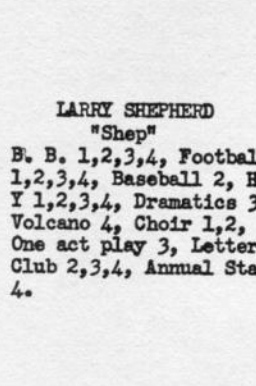 LARRY SHEPHERD
"Shep"
B. B. 1,2,3,4, Footbal
1,2,3,4, Baseball 2, H
Y 1,2,3,4, Dramatics 3
Volcano 4, Choir 1,2,
One act play 3, Letter
Club 2,3,4, Annual Sta
4.